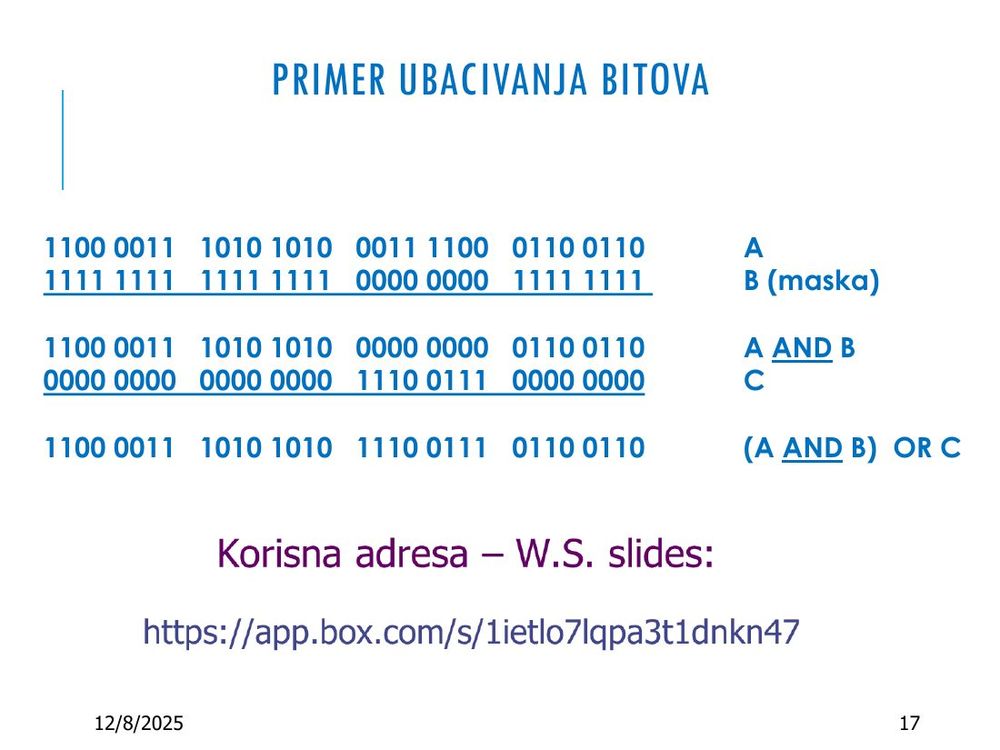 PRIMER UBACIVANJA BITOVA
1100 0011 1010 1010 0011 1100 0110 0110 A
1111 1111 1111 1111 0000 0000 1111 1111 B (maska)
1100 0011 1010 1010 0000 0000 0110 0110 A AND B
0000 0000 0000 0000 1110 0111 0000 0000 C
1100 0011 1010 1010 1110 0111 0110 0110 (A AND B) OR C
Korisna adresa – W.S. slides:
https://app.box.com/s/1ietlo7lqpa3t1dnkn47
12/8/2025 17